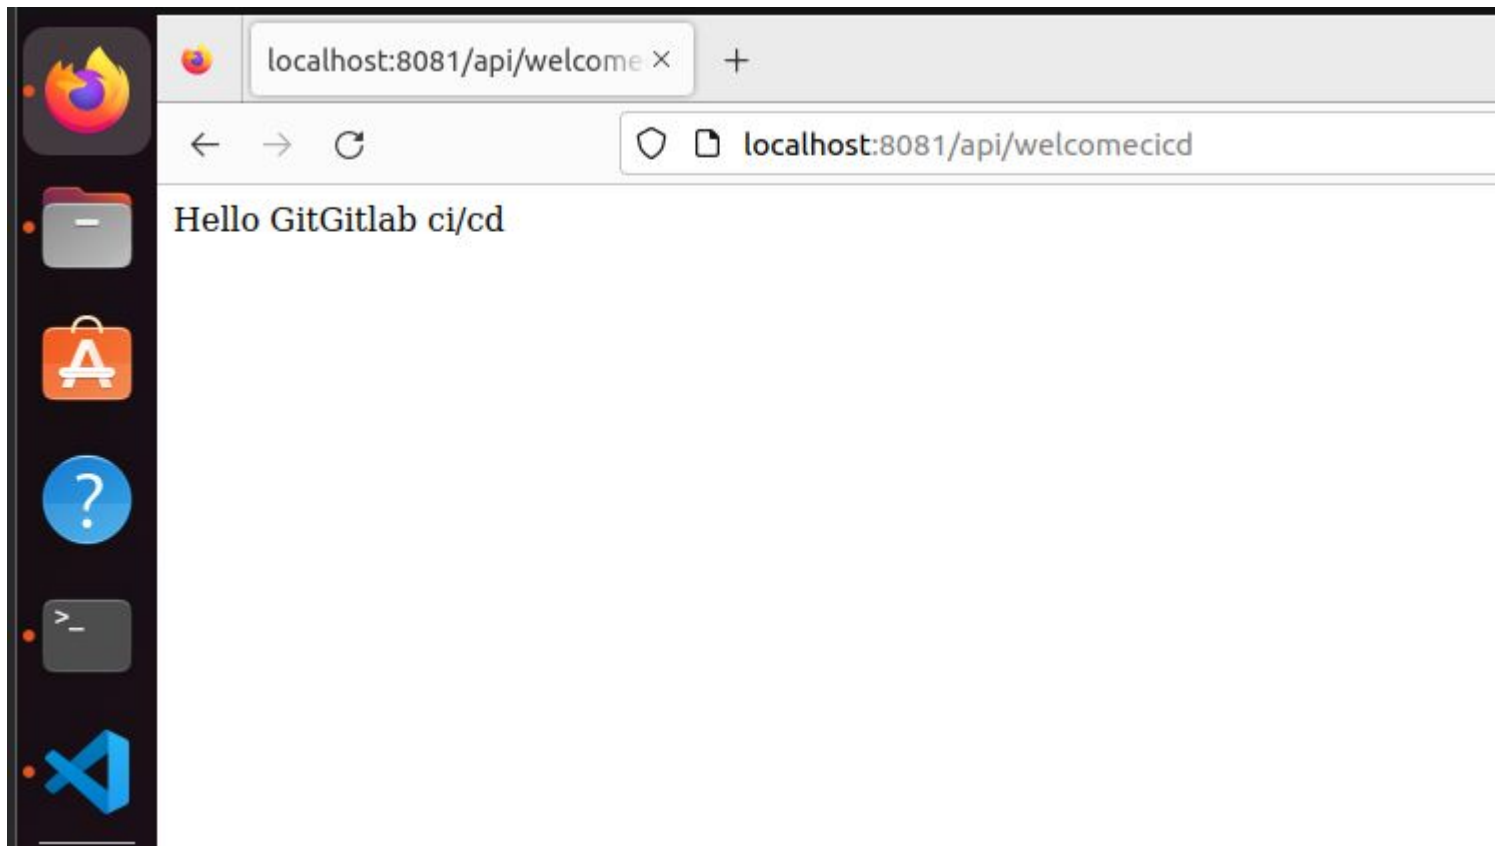 localhost:8081/api/welcome
localhost:8081/api/welcomecicd
Hello GitGitlab ci/cd
?
>_